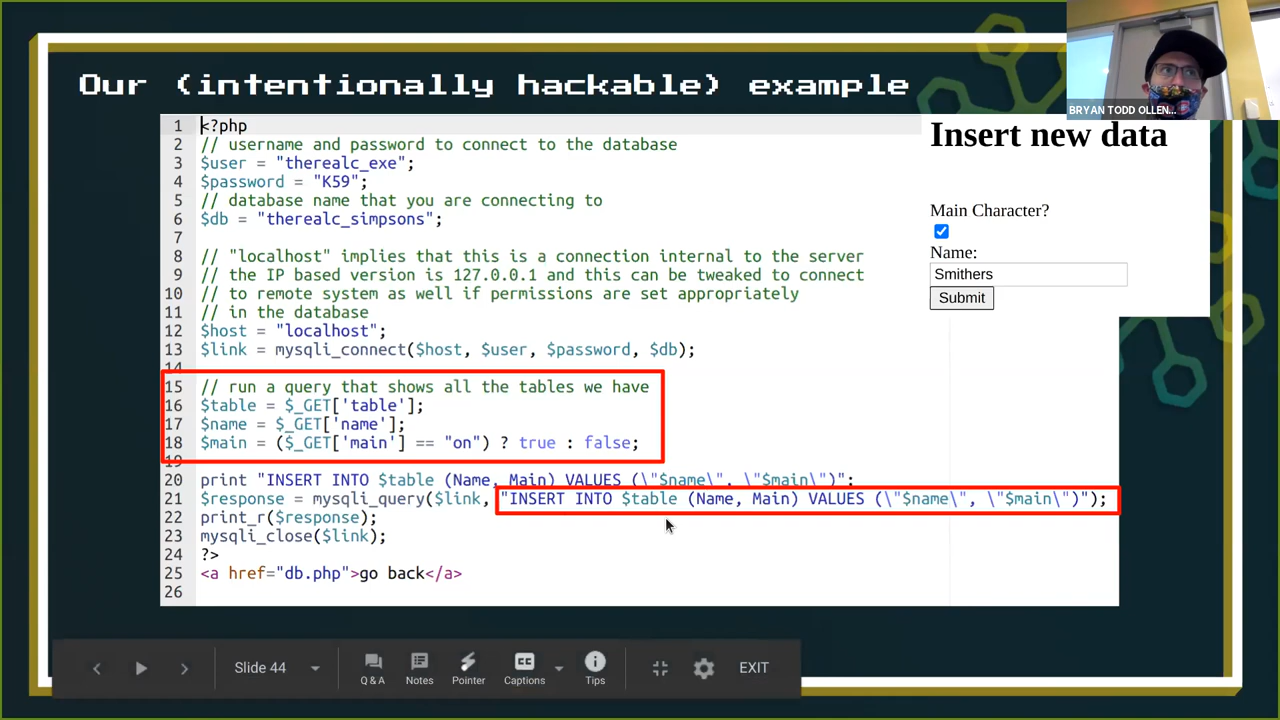 Our (intentionally hackable) example
BRYAN TODD OLLEN...
1 <?php
2 // username and password to connect to the database
3 $user = "therealc_exe";
4 $password = "K59";
5 // database name that you are connecting to
6 $db = "therealc_simpsons";
7
8 // "localhost" implies that this is a connection internal to the server
9 // the IP based version is 127.0.0.1 and this can be tweaked to connect
10 // to remote system as well if permissions are set appropriately
11 // in the database
12 $host = "localhost";
13 $link = mysqli_connect($host, $user, $password, $db);
14
15 // run a query that shows all the tables we have
16 $table = $_GET['table'];
17 $name = $_GET['name'];
18 $main = ($_GET['main'] == "on") ? true : false;
19
20 print "INSERT INTO $table (Name, Main) VALUES (\"$name\", \"$main\")";
21 $response = mysqli_query($link, "INSERT INTO $table (Name, Main) VALUES (\"$name\", \"$main\")");
22 print_r($response);
23 mysqli_close($link);
24 ?>
25 <a href="db.php">go back</a>
26
Insert new data
Main Character?
Name:
Smithers
Submit
Slide 44
Q & A
Notes
Pointer
CC
Captions
Tips
EXIT